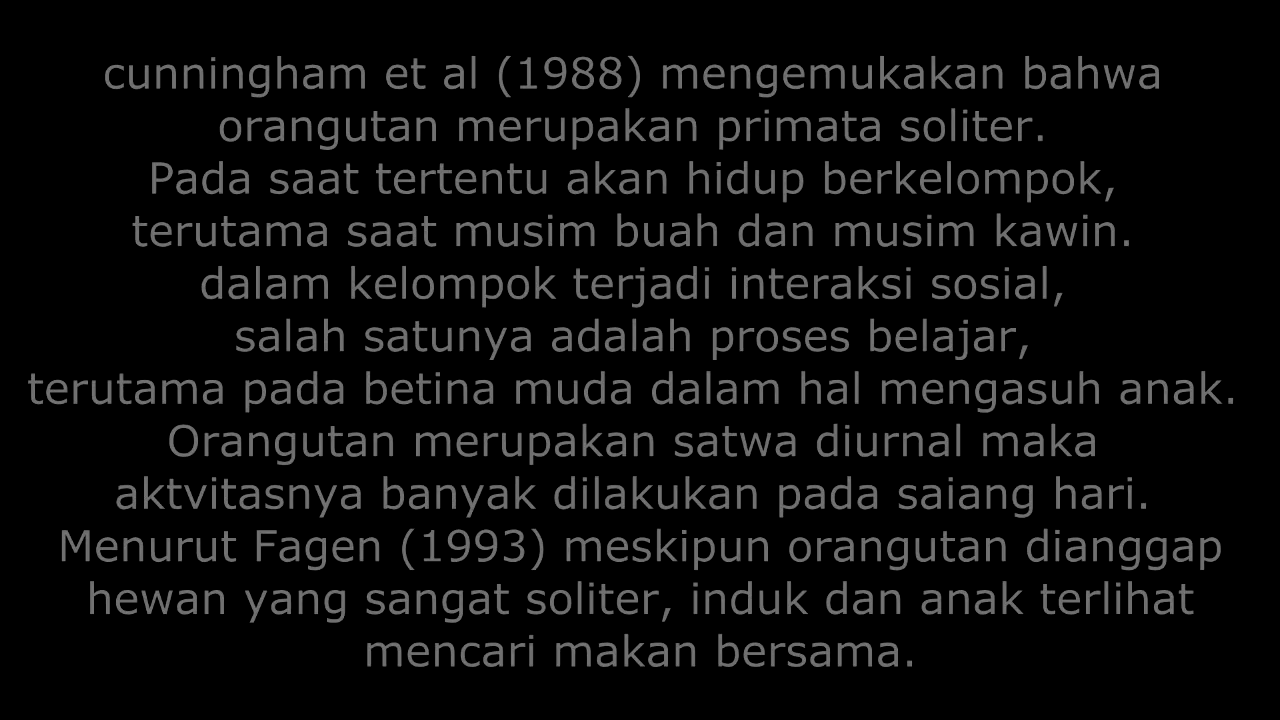 cunningham et al (1988) mengemukakan bahwa
orangutan merupakan primata soliter.
Pada saat tertentu akan hidup berkelompok,
terutama saat musim buah dan musim kawin.
dalam kelompok terjadi interaksi sosial,
salah satunya adalah proses belajar,
terutama pada betina muda dalam hal mengasuh anak.
Orangutan merupakan satwa diurnal maka
aktvitasnya banyak dilakukan pada saiang hari.
Menurut Fagen (1993) meskipun orangutan dianggap
hewan yang sangat soliter, induk dan anak terlihat
mencari makan bersama.